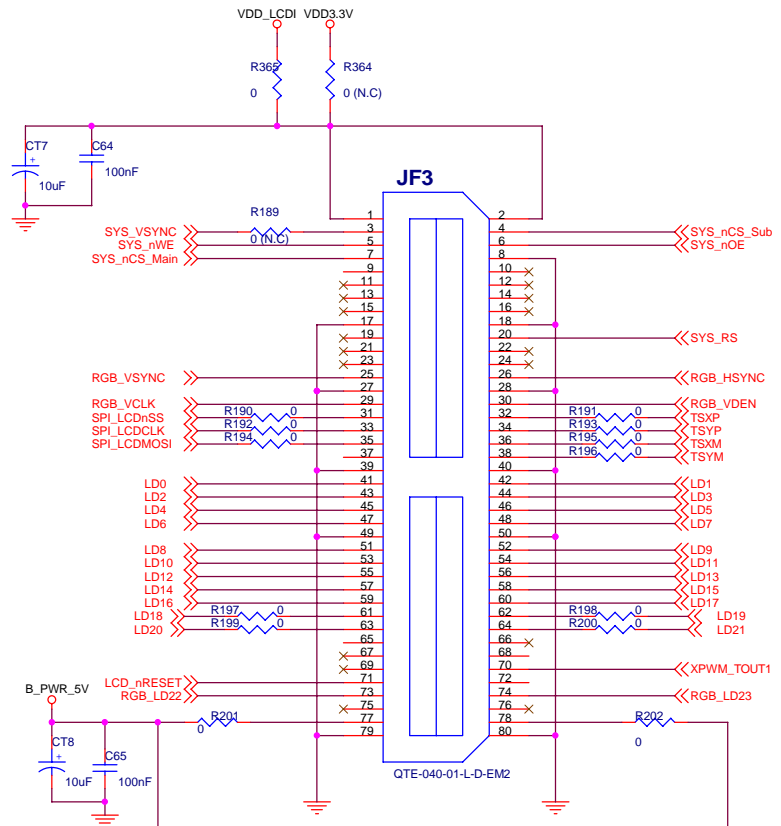 VDD_LCDI VDD3.3V
R365 R364
0 0 (N.C)
CT7 C64
10uF 100nF
+
JF3
R189
1 2
SYS_VSYNC 3 4 SYS_nCS_Sub
SYS_nWE 0 (N.C) 5 6 SYS_nOE
SYS_nCS_Main 7 8
9 10
11 12
13 14
15 16
17 18
19 20 SYS_RS
21 22
23 24
RGB_VSYNC 25 26 RGB_HSYNC
27 28
RGB_VCLK 29 30 RGB_VDEN
SPI_LCDnSS R190 0 31 32 R191 0 TSXP
SPI_LCDCLK R192 0 33 34 R193 0 TSYP
SPI_LCDMOSI R194 0 35 36 R195 0 TSXM
37 38 R196 0 TSYM
39 40
LD0 41 42 LD1
LD2 43 44 LD3
LD4 45 46 LD5
LD6 47 48 LD7
49 50
LD8 51 52 LD9
LD10 53 54 LD11
LD12 55 56 LD13
LD14 57 58 LD15
LD16 59 60 LD17
LD18 R197 0 61 62 R198 0 LD19
LD20 R199 0 63 64 R200 0 LD21
65 66
67 68
69 70 XPWM_TOUT1
LCD_nRESET 71 72
RGB_LD22 73 74 RGB_LD23
B_PWR_5V
75 76
R201 77 78 R202
0 79 80 0
CT8 C65
+
10uF 100nF
QTE-040-01-L-D-EM2